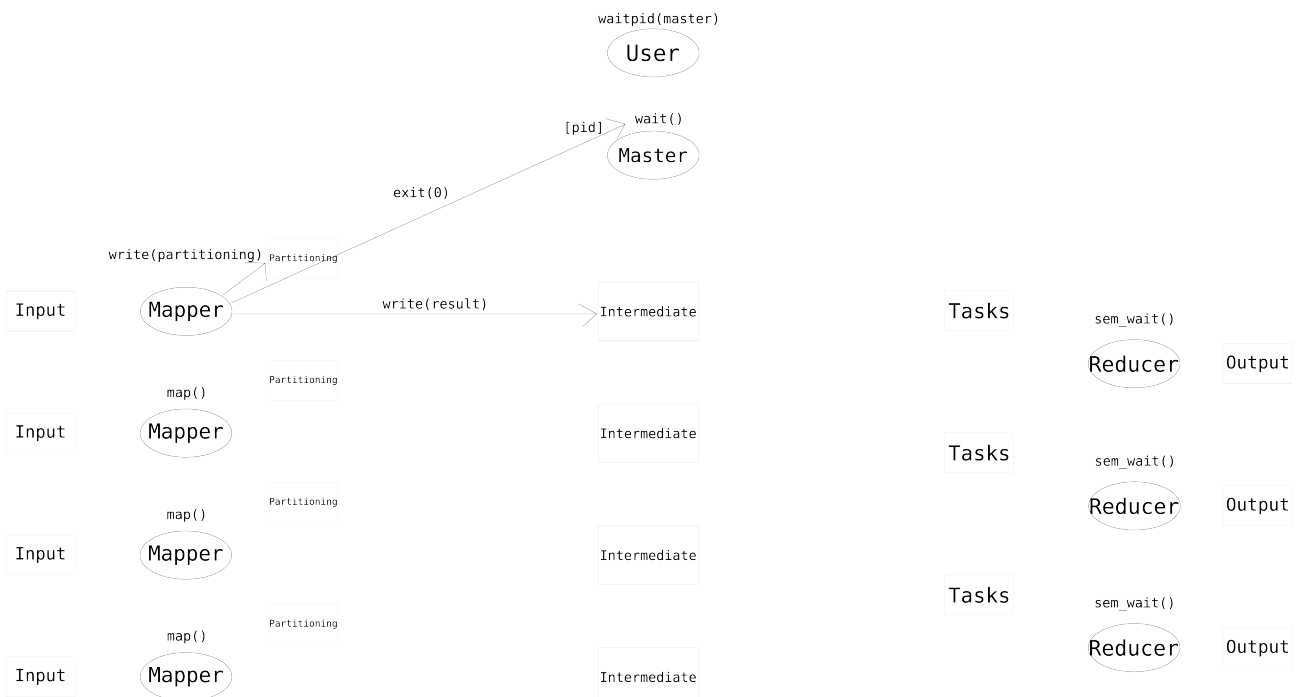 waitpid(master)
User
wait()
[pid]
Master
exit(0)
write(partitioning)
Partitioning
Input
Mapper
write(result)
Intermediate
Tasks
sem_wait()
Reducer
Output
Partitioning
map()
Input
Mapper
Intermediate
Tasks
sem_wait()
Reducer
Output
Partitioning
map()
Input
Mapper
Intermediate
Tasks
sem_wait()
Reducer
Output
Partitioning
map()
Input
Mapper
Intermediate